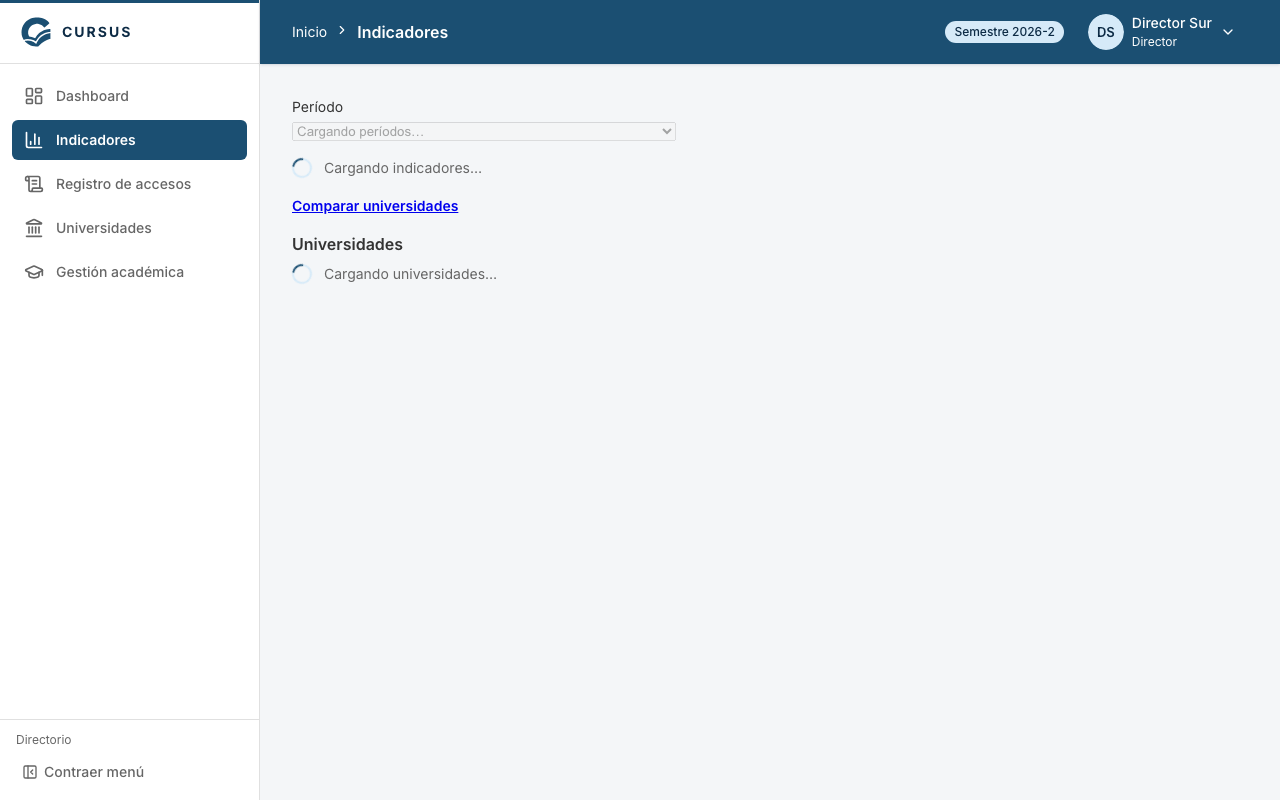 CURSUS
Inicio
Indicadores
Semestre 2026-2
DS
Director Sur
Director
Dashboard
Indicadores
Registro de accesos
Universidades
Gestión académica
Período
Cargando períodos...
Cargando indicadores...
Comparar universidades
Universidades
Cargando universidades...
Directorio
Contraer menú